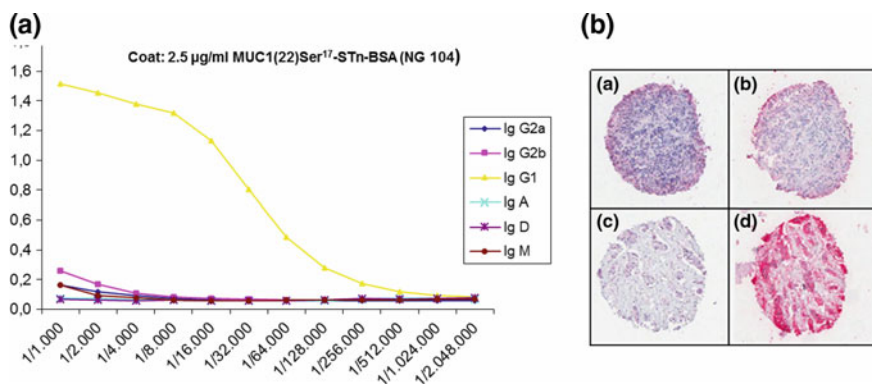 (a)
Coat: 2.5 µg/ml MUC1(22)Ser17-STn-BSA (NG 104)
1,6
1,4
1,2
1,0
0,8
0,6
0,4
0,2
0,0
1/1.000
1/2.000
1/4.000
1/8.000
1/16.000
1/32.000
1/64.000
1/128.000
1/256.000
1/512.000
1/1.024.000
1/2.048.000
Ig G2a
Ig G2b
Ig G1
Ig A
Ig D
Ig M
(b)
(a)
(b)
(c)
(d)